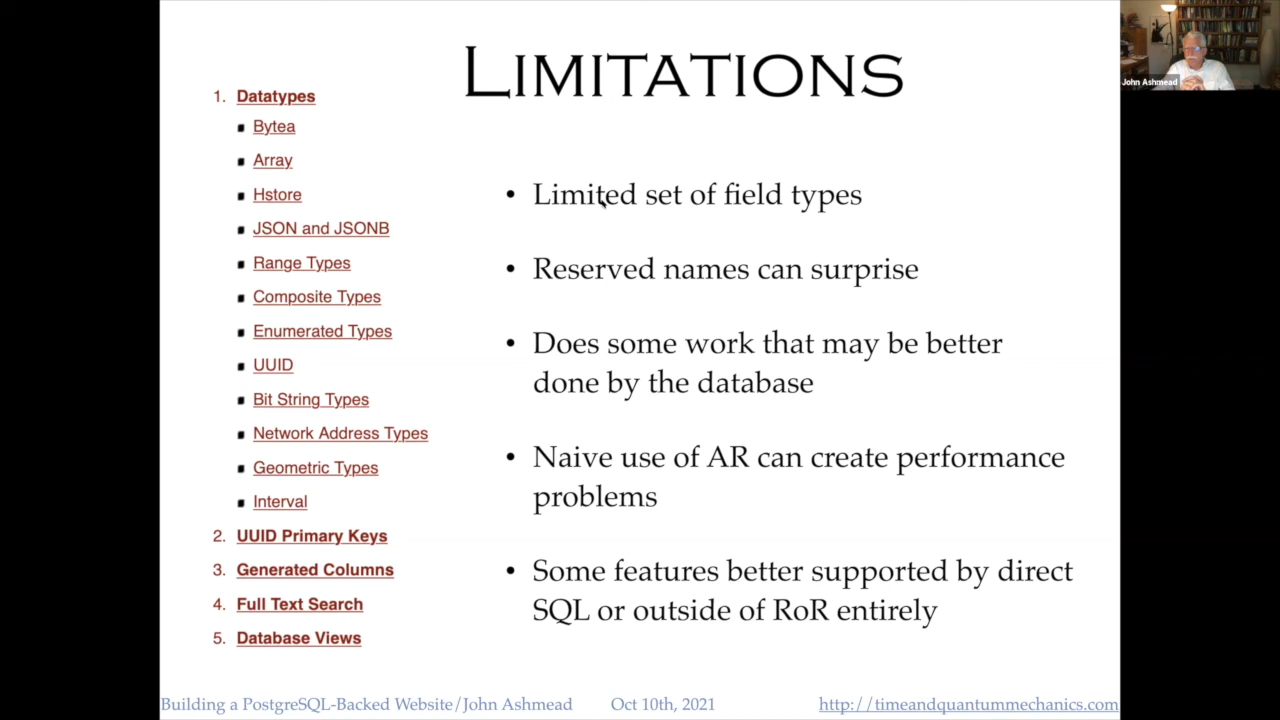 LIMITATIONS
1. Datatypes
Bytea
Array
Hstore
JSON and JSONB
Range Types
Composite Types
Enumerated Types
UUID
Bit String Types
Network Address Types
Geometric Types
Interval
2. UUID Primary Keys
3. Generated Columns
4. Full Text Search
5. Database Views
• Limited set of field types
• Reserved names can surprise
• Does some work that may be better
done by the database
• Naive use of AR can create performance
problems
• Some features better supported by direct
SQL or outside of RoR entirely
Building a PostgreSQL-Backed Website/John Ashmead Oct 10th, 2021 http://timeandquantummechanics.com
John Ashmead